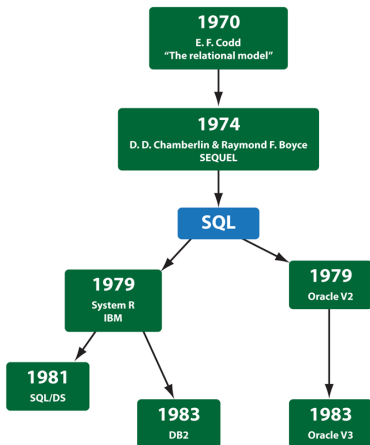 1970
E. F. Codd
“The relational model”
1974
D. D. Chamberlin & Raymond F. Boyce
SEQUEL
SQL
1979
System R
IBM
1979
Oracle V2
1981
SQL/DS
1983
DB2
1983
Oracle V3